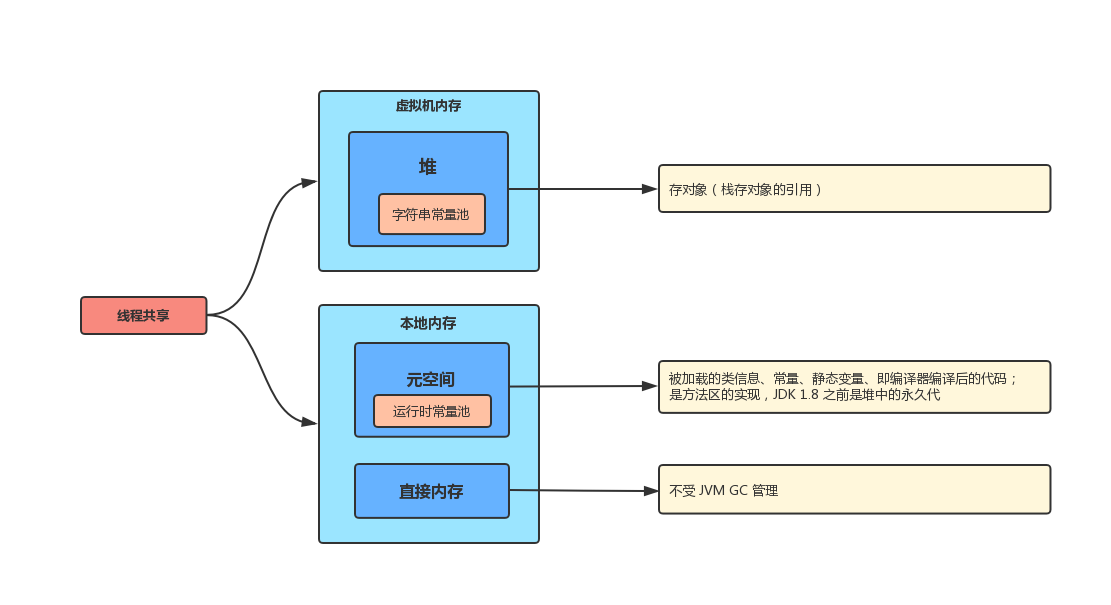 虚拟机内存
堆
字符串常量池
存对象（栈存对象的引用）
线程共享
本地内存
元空间
运行时常量池
被加载的类信息、常量、静态变量、即编译器编译后的代码；
是方法区的实现，JDK 1.8 之前是堆中的永久代
直接内存
不受 JVM GC 管理